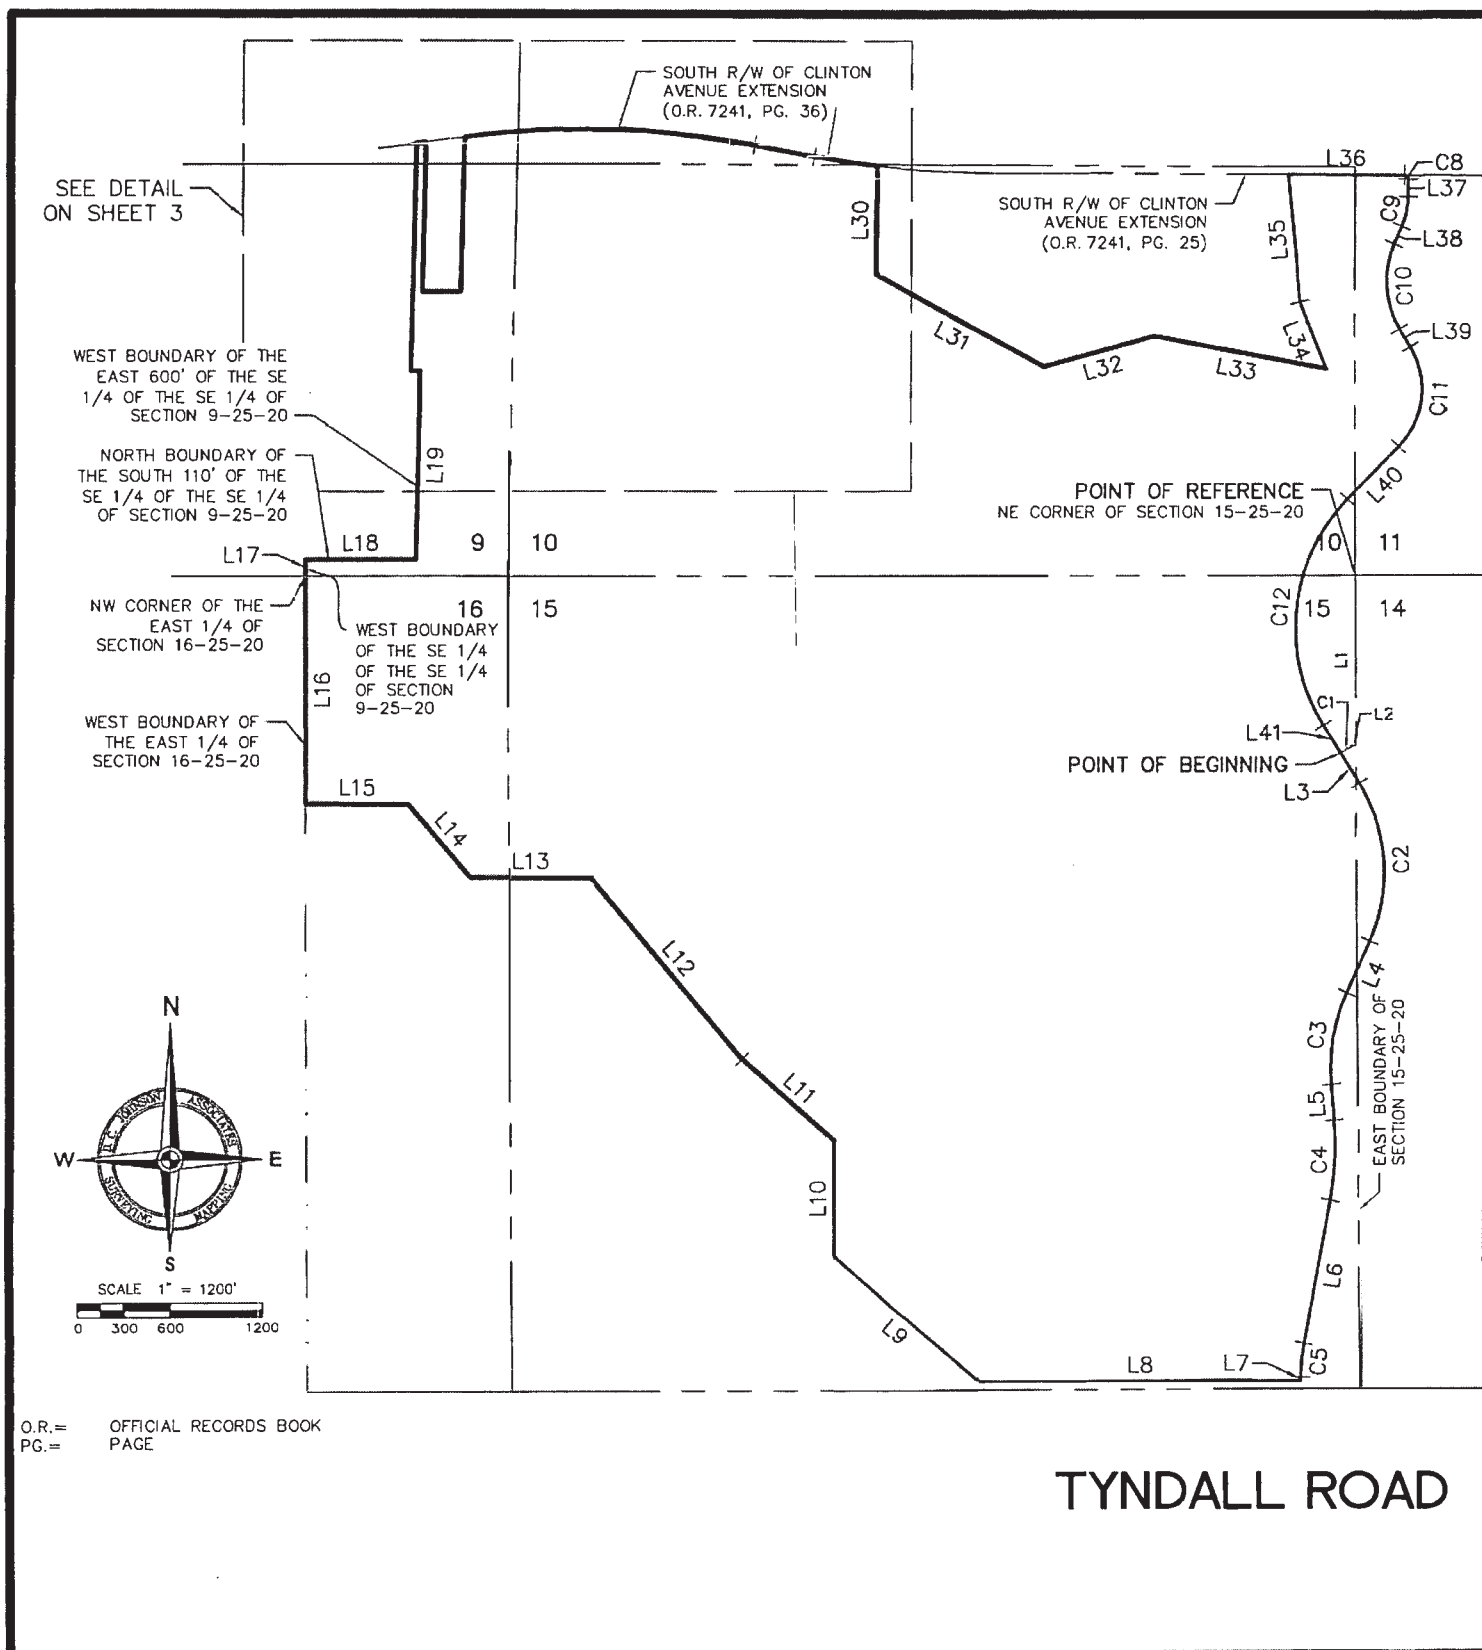 SOUTH R/W OF CLINTON
AVENUE EXTENSION
(O.R. 7241, PG. 36)
SEE DETAIL
ON SHEET 3
L36
C8
L37
C9
L38
SOUTH R/W OF CLINTON
AVENUE EXTENSION
(O.R. 7241, PG. 25)
L30
L35
C10
L39
L31
L32
L33
L34
C11
WEST BOUNDARY OF THE
EAST 600' OF THE SE
1/4 OF THE SE 1/4 OF
SECTION 9-25-20
L19
NORTH BOUNDARY OF
THE SOUTH 110' OF THE
SE 1/4 OF THE SE 1/4
OF SECTION 9-25-20
L40
POINT OF REFERENCE
NE CORNER OF SECTION 15-25-20
L17
L18
9
10
10
11
NW CORNER OF THE
EAST 1/4 OF
SECTION 16-25-20
16
15
C12
15
14
WEST BOUNDARY
OF THE SE 1/4
OF THE SE 1/4
OF SECTION
9-25-20
L16
L1
WEST BOUNDARY OF
THE EAST 1/4 OF
SECTION 16-25-20
C1
L2
L41
POINT OF BEGINNING
L3
L15
L14
L13
C2
L12
L4
N
C3
EAST BOUNDARY OF
SECTION 15-25-20
L11
L5
D. C. JOHNSON
ASSOCIATES
W
E
SURVEYING
MAPPING
S
C4
L10
L6
SCALE 1" = 1200'
0 300 600 1200
L9
L8
L7
C5
O.R.= OFFICIAL RECORDS BOOK
PG.= PAGE
TYNDALL ROAD